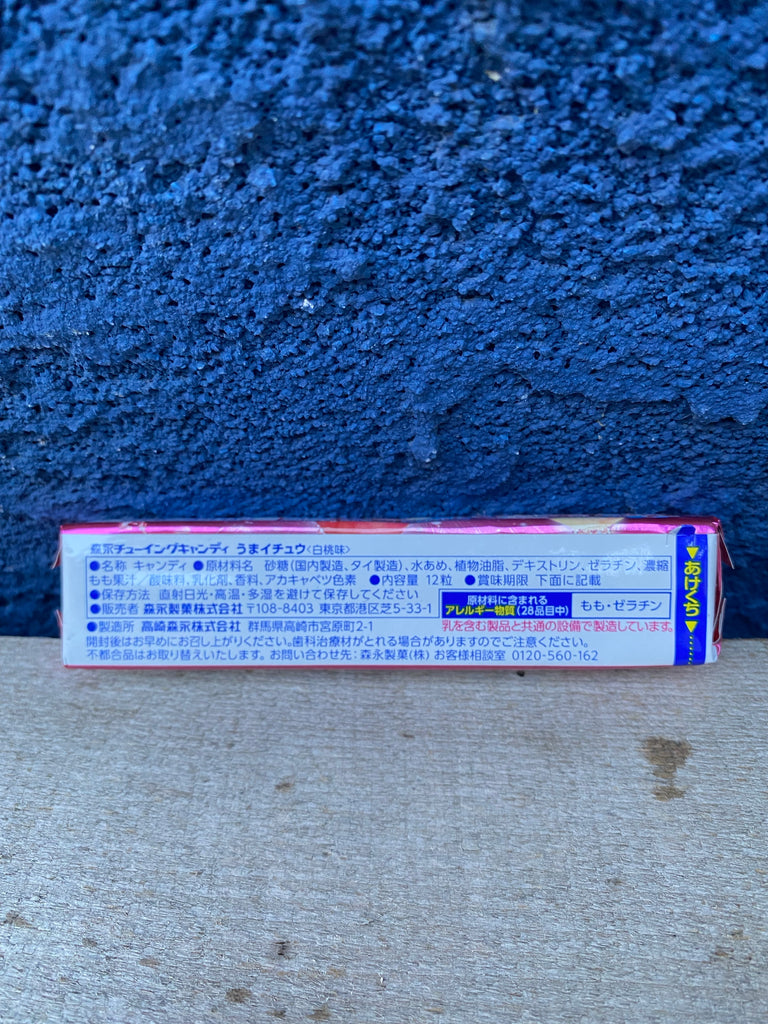 森永チューイングキャンディ うまイチュウ〈白桃味〉
●名称 キャンディ ●原材料名 砂糖(国内製造、タイ製造)、水あめ、植物油脂、デキストリン、ゼラチン、濃縮
もも果汁／酸味料、乳化剤、香料、アカキャベツ色素 ●内容量 12粒 ●賞味期限 下面に記載
●保存方法 直射日光・高温・多湿を避けて保存してください
●販売者 森永製菓株式会社 〒108-8403 東京都港区芝5-33-1
原材料に含まれる
アレルギー物質(28品目中)
もも・ゼラチン
●製造所 高崎森永株式会社 群馬県高崎市宮原町2-1
乳を含む製品と共通の設備で製造しています。
開封後はお早めにお召し上がりください。歯科治療材がとれる場合がありますのでご注意ください。
不都合品はお取り替えいたします。お問い合わせ先：森永製菓(株) お客様相談室 0120-560-162
▼あけくち▼